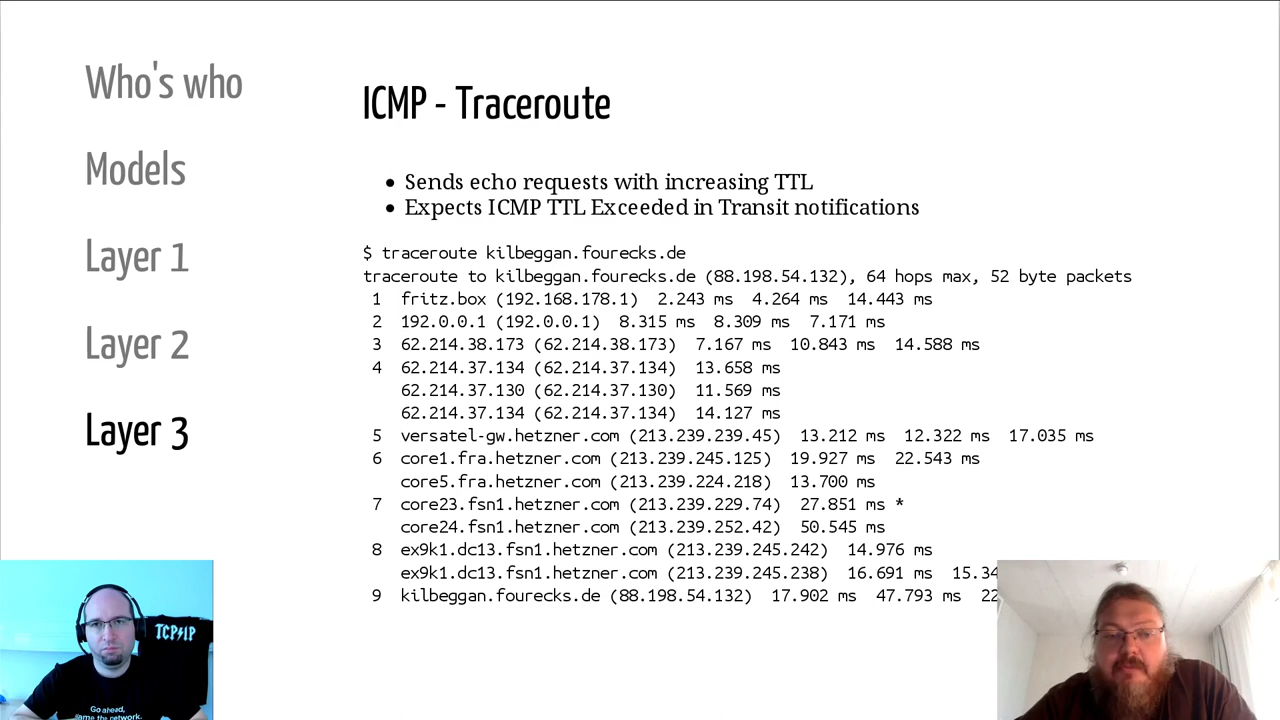 Who's who
Models
Layer 1
Layer 2
Layer 3
ICMP - Traceroute
• Sends echo requests with increasing TTL
• Expects ICMP TTL Exceeded in Transit notifications
$ traceroute kilbeggan.fourecks.de
traceroute to kilbeggan.fourecks.de (88.198.54.132), 64 hops max, 52 byte packets
1 fritz.box (192.168.178.1) 2.243 ms 4.264 ms 14.443 ms
2 192.0.0.1 (192.0.0.1) 8.315 ms 8.309 ms 7.171 ms
3 62.214.38.173 (62.214.38.173) 7.167 ms 10.843 ms 14.588 ms
4 62.214.37.134 (62.214.37.134) 13.658 ms
62.214.37.130 (62.214.37.130) 11.569 ms
62.214.37.134 (62.214.37.134) 14.127 ms
5 versatel-gw.hetzner.com (213.239.239.45) 13.212 ms 12.322 ms 17.035 ms
6 core1.fra.hetzner.com (213.239.245.125) 19.927 ms 22.543 ms
core5.fra.hetzner.com (213.239.224.218) 13.700 ms
7 core23.fsn1.hetzner.com (213.239.229.74) 27.851 ms *
core24.fsn1.hetzner.com (213.239.252.42) 50.545 ms
8 ex9k1.dc13.fsn1.hetzner.com (213.239.245.242) 14.976 ms
ex9k1.dc13.fsn1.hetzner.com (213.239.245.238) 16.691 ms 15.34
9 kilbeggan.fourecks.de (88.198.54.132) 17.902 ms 47.793 ms 22
TCP/IP
Go ahead,
the network.